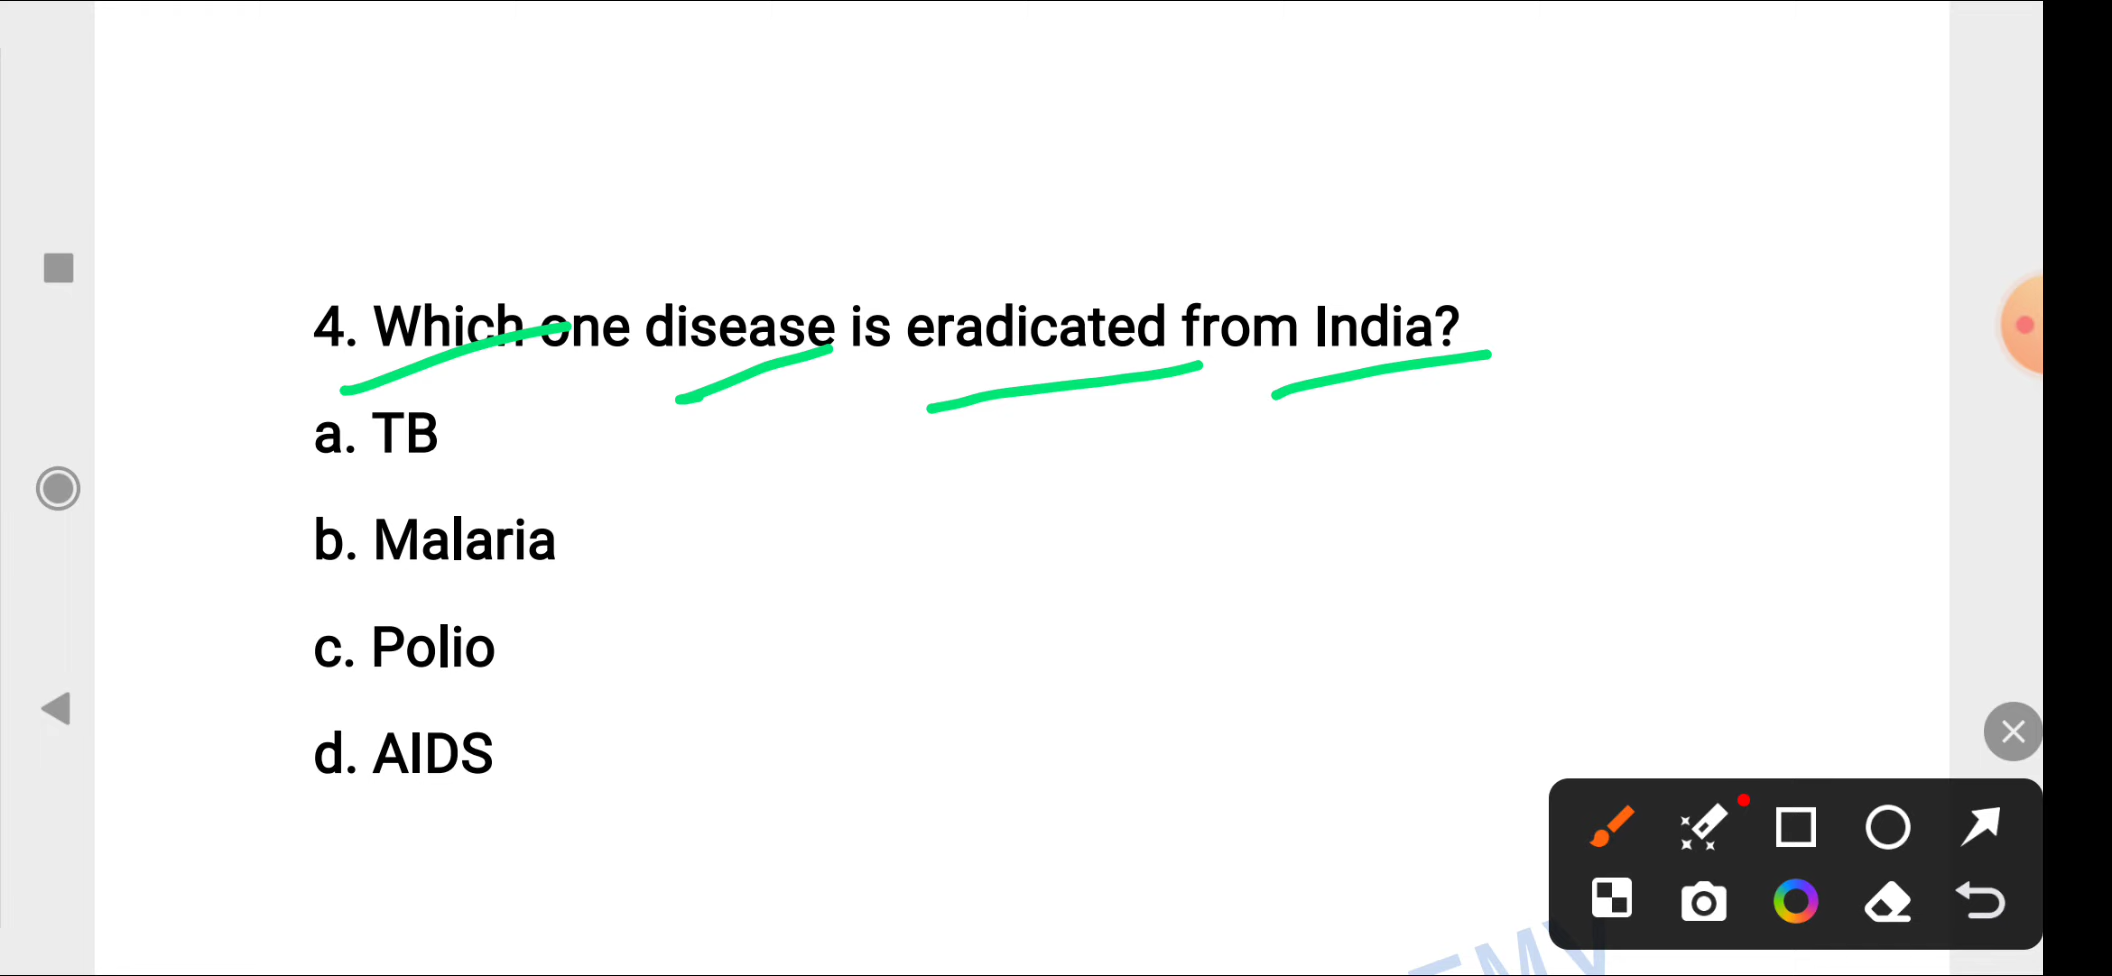 4. Which one disease is eradicated from India?
a. TB
b. Malaria
c. Polio
d. AIDS